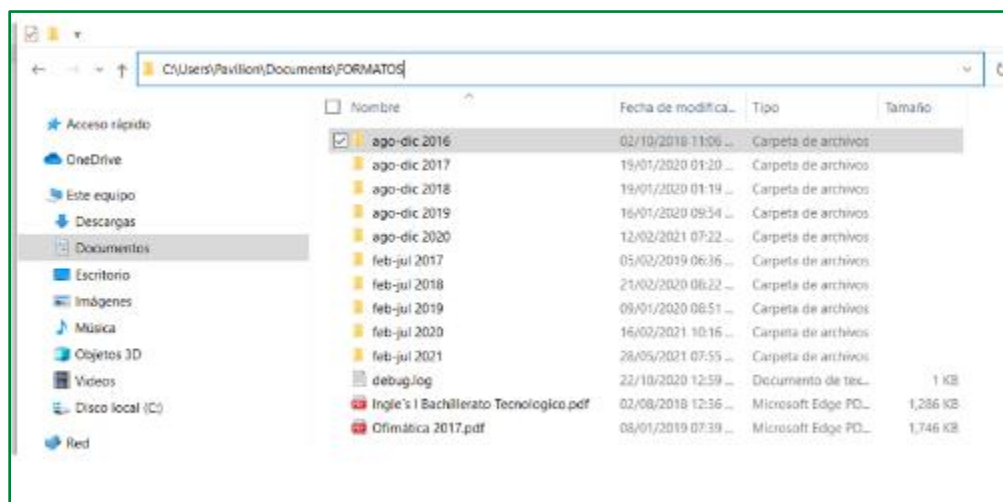 C:\Users\Pavilion\Documents\FORMATOS
Nombre Fecha de modifica... Tipo Tamaño
Acceso rápido
OneDrive
Este equipo
Descargas
Documentos
Escritorio
Imágenes
Música
Objetos 3D
Videos
Disco local (C:)
Red
ago-dic 2016 02/10/2018 11:06 ... Carpeta de archivos
ago-dic 2017 19/01/2020 01:20 ... Carpeta de archivos
ago-dic 2018 19/01/2020 01:19 ... Carpeta de archivos
ago-dic 2019 16/01/2020 09:54 ... Carpeta de archivos
ago-dic 2020 12/02/2021 07:22 ... Carpeta de archivos
feb-jul 2017 05/02/2019 06:36 ... Carpeta de archivos
feb-jul 2018 21/02/2020 08:22 ... Carpeta de archivos
feb-jul 2019 09/01/2020 08:51 ... Carpeta de archivos
feb-jul 2020 16/02/2021 10:16 ... Carpeta de archivos
feb-jul 2021 28/05/2021 07:55 ... Carpeta de archivos
debug.log 22/10/2020 12:59 ... Documento de tex... 1 KB
Ingle's I Bachillerato Tecnologico.pdf 02/08/2018 12:36 ... Microsoft Edge PD... 1,286 KB
Ofimática 2017.pdf 08/01/2019 07:39 ... Microsoft Edge PD... 1,746 KB